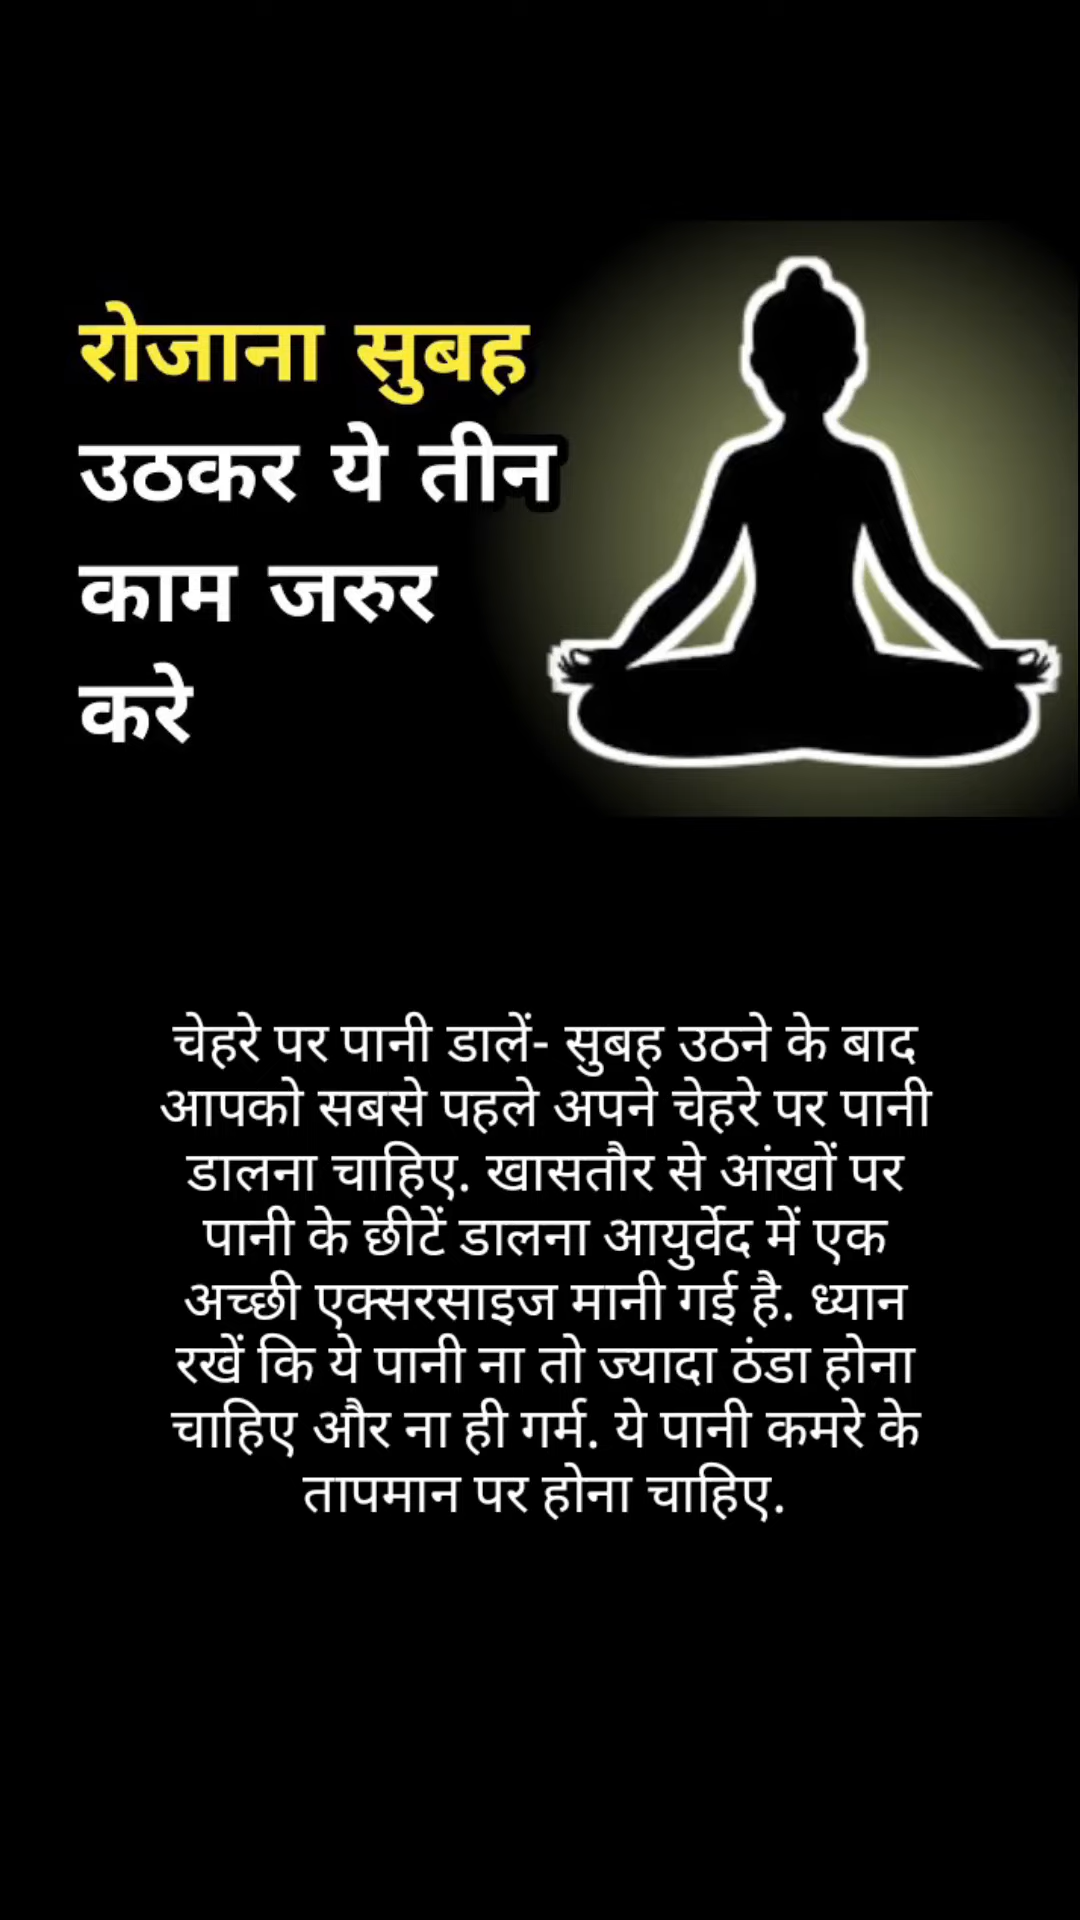 रोजाना सुबह
उठकर ये तीन
काम जरुर
करे
चेहरे पर पानी डालें- सुबह उठने के बाद
आपको सबसे पहले अपने चेहरे पर पानी
डालना चाहिए. खासतौर से आंखों पर
पानी के छीटें डालना आयुर्वेद में एक
अच्छी एक्सरसाइज मानी गई है. ध्यान
रखें कि ये पानी ना तो ज्यादा ठंडा होना
चाहिए और ना ही गर्म. ये पानी कमरे के
तापमान पर होना चाहिए.